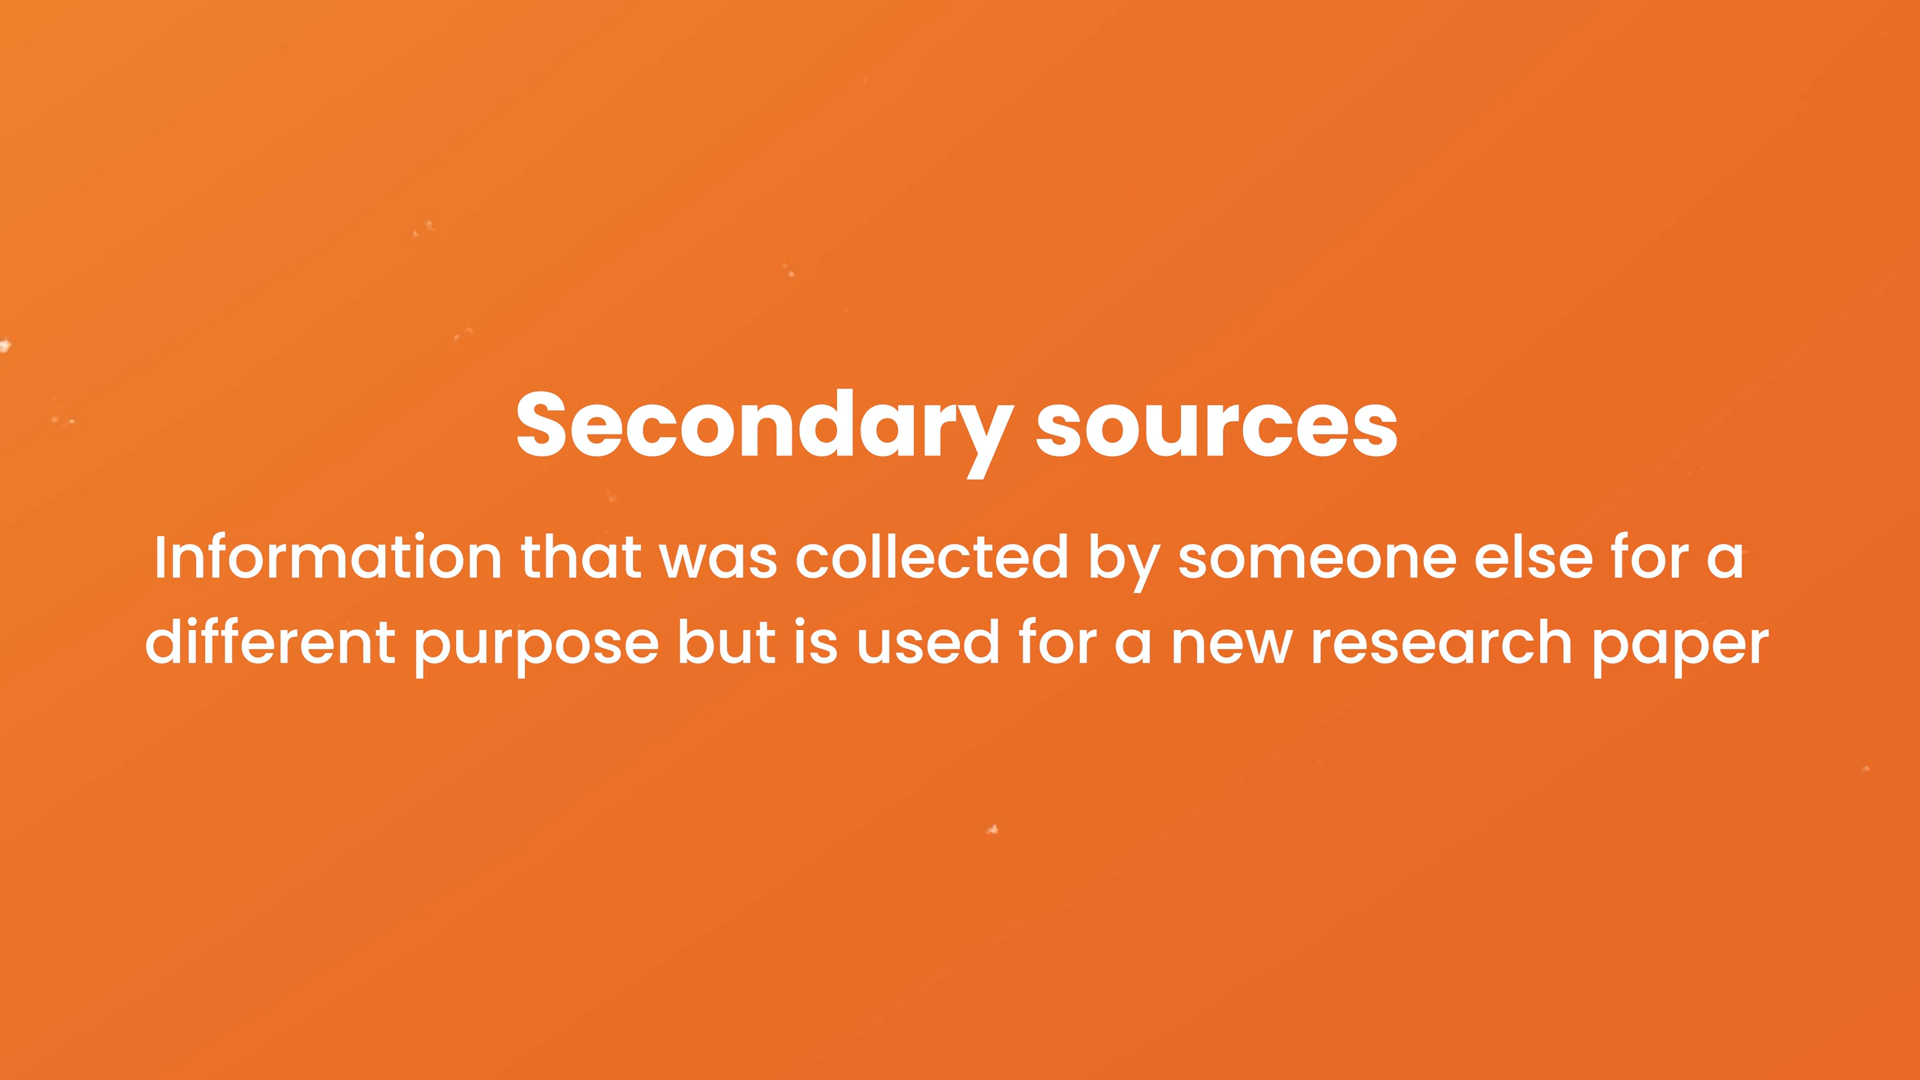 Secondary sources
Information that was collected by someone else for a
different purpose but is used for a new research paper